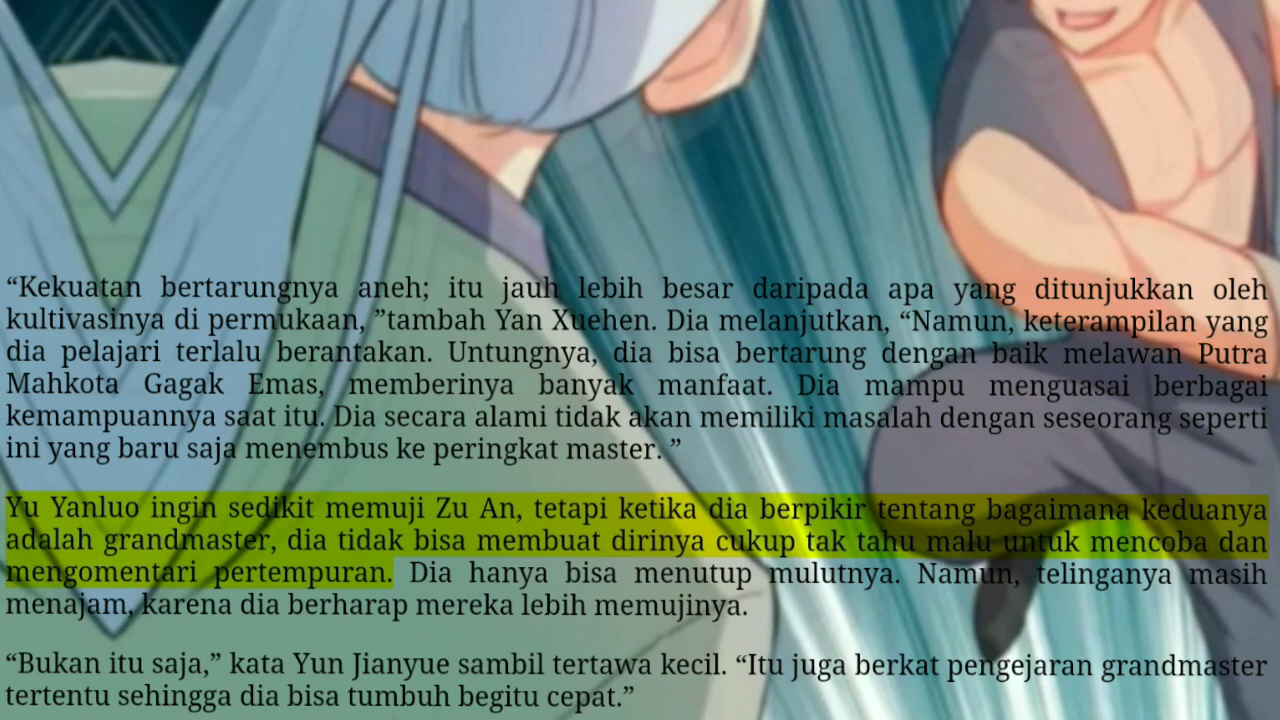 “Kekuatan bertarungnya aneh; itu jauh lebih besar daripada apa yang ditunjukkan oleh
kultivasinya di permukaan, ”tambah Yan Xuehen. Dia melanjutkan, “Namun, keterampilan yang
dia pelajari terlalu berantakan. Untungnya, dia bisa bertarung dengan baik melawan Putra
Mahkota Gagak Emas, memberinya banyak manfaat. Dia mampu menguasai berbagai
kemampuannya saat itu. Dia secara alami tidak akan memiliki masalah dengan seseorang seperti
ini yang baru saja menembus ke peringkat master. ”
Yu Yanluo ingin sedikit memuji Zu An, tetapi ketika dia berpikir tentang bagaimana keduanya
adalah grandmaster, dia tidak bisa membuat dirinya cukup tak tahu malu untuk mencoba dan
mengomentari pertempuran. Dia hanya bisa menutup mulutnya. Namun, telinganya masih
menajam, karena dia berharap mereka lebih memujinya.
“Bukan itu saja,” kata Yun Jianyue sambil tertawa kecil. “Itu juga berkat pengejaran grandmaster
tertentu sehingga dia bisa tumbuh begitu cepat.”